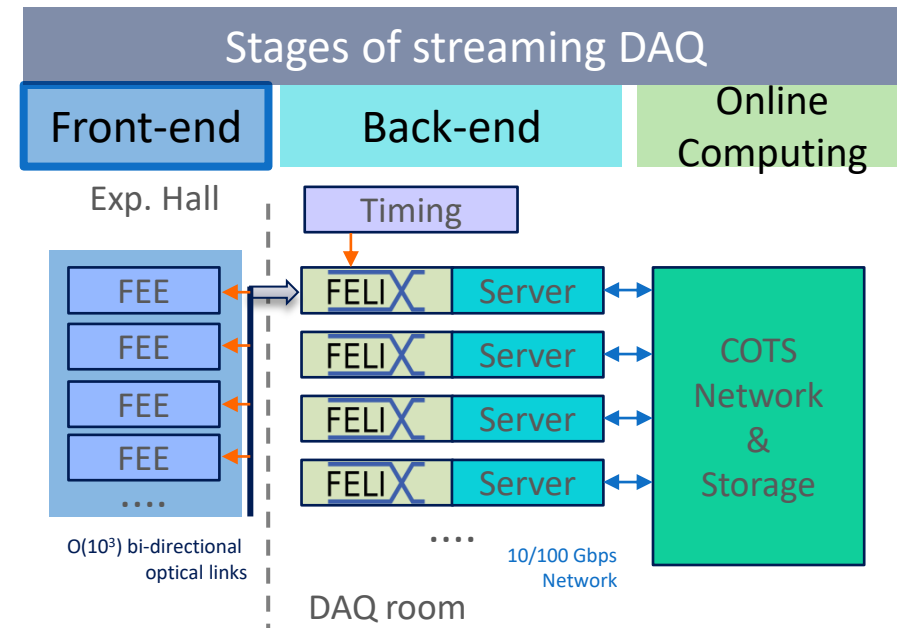 Stages of streaming DAQ
Front-end
Back-end
Online
Computing
Exp. Hall
Timing
FEE
FEE
FEE
FEE
....
FELIX
Server
FELIX
Server
FELIX
Server
FELIX
Server
....
COTS
Network
&
Storage
O(10³) bi-directional
optical links
10/100 Gbps
Network
DAQ room